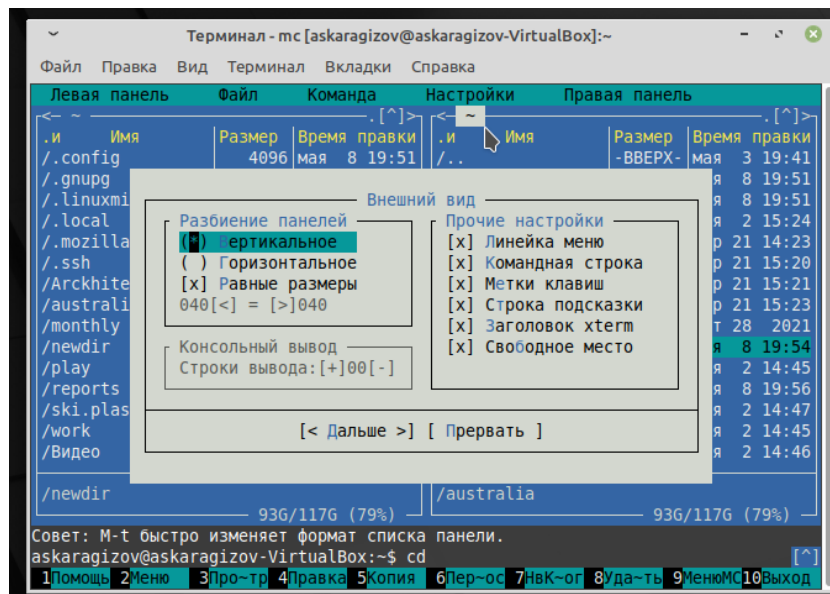 Терминал - mc [askaragizov@askaragizov-VirtualBox]:~
Файл Правка Вид Терминал Вкладки Справка
Левая панель Файл Команда Настройки Правая панель
<- ~ .[^]> <- ~ .[^]>
.и Имя Размер Время правки .и Имя Размер Время правки
/.config 4096 мая 8 19:51 /.. -ВВЕРХ- мая 3 19:41
/.gnupg я 8 19:51
/.linuxmi Внешний вид я 8 19:51
/.local Разбиение панелей Прочие настройки я 2 15:24
/.mozilla (*) Вертикальное [x] Линейка меню р 21 14:23
/.ssh ( ) Горизонтальное [x] Командная строка р 21 15:20
/Arckhite [x] Равные размеры [x] Метки клавиш р 21 15:21
/australi 040[<] = [>]040 [x] Строка подсказки р 21 15:23
/monthly [x] Заголовок xterm т 28 2021
/newdir Консольный вывод [x] Свободное место я 8 19:54
/play Строки вывода:[+]00[-] я 2 14:45
/reports я 8 19:56
/ski.plas я 2 14:47
/work [< Дальше >] [ Прервать ] я 2 14:45
/Видео я 2 14:46
/newdir /australia
93G/117G (79%) 93G/117G (79%)
Совет: M-t быстро изменяет формат списка панели.
askaragizov@askaragizov-VirtualBox:~$ cd [^]
1Помощь 2Меню 3Про~тр 4Правка 5Копия 6Пер~ос 7НвК~ог 8Уда~ть 9МенюМС 10Выход